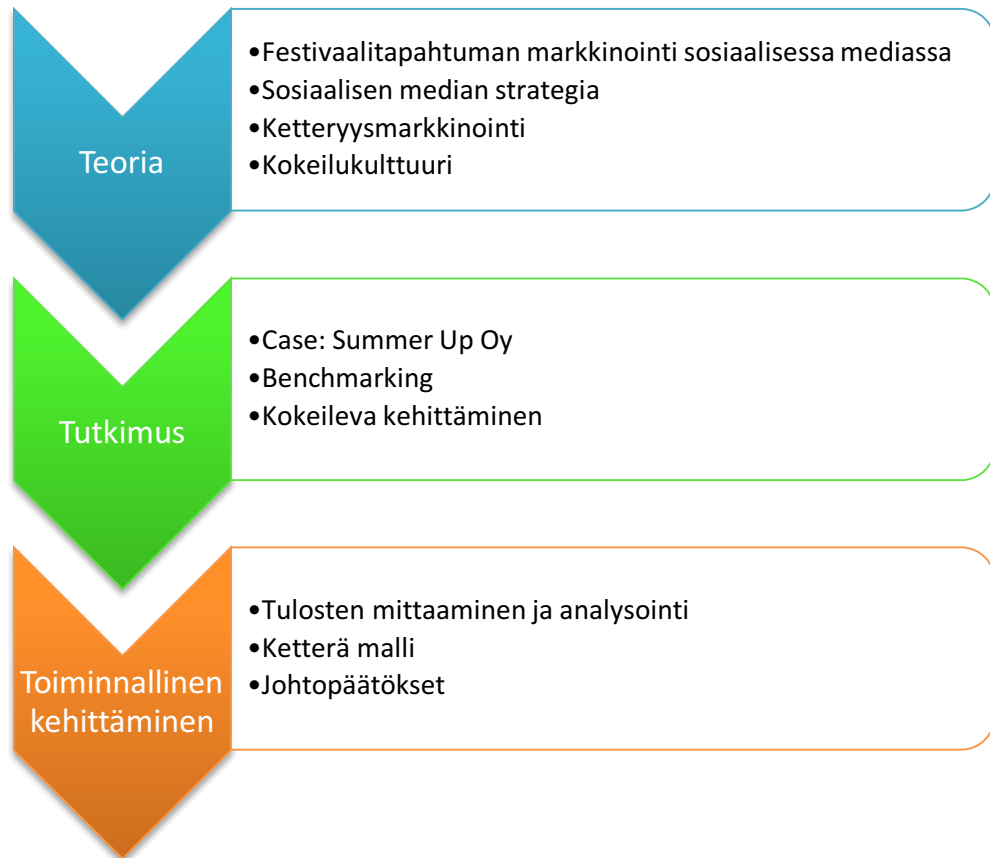 Teoria
•Festivaalitapahtuman markkinointi sosiaalisessa mediassa
•Sosiaalisen median strategia
•Ketteryysmarkkinointi
•Kokeilukulttuuri
Tutkimus
•Case: Summer Up Oy
•Benchmarking
•Kokeileva kehittäminen
Toiminnallinen
kehittäminen
•Tulosten mittaaminen ja analysointi
•Ketterä malli
•Johtopäätökset